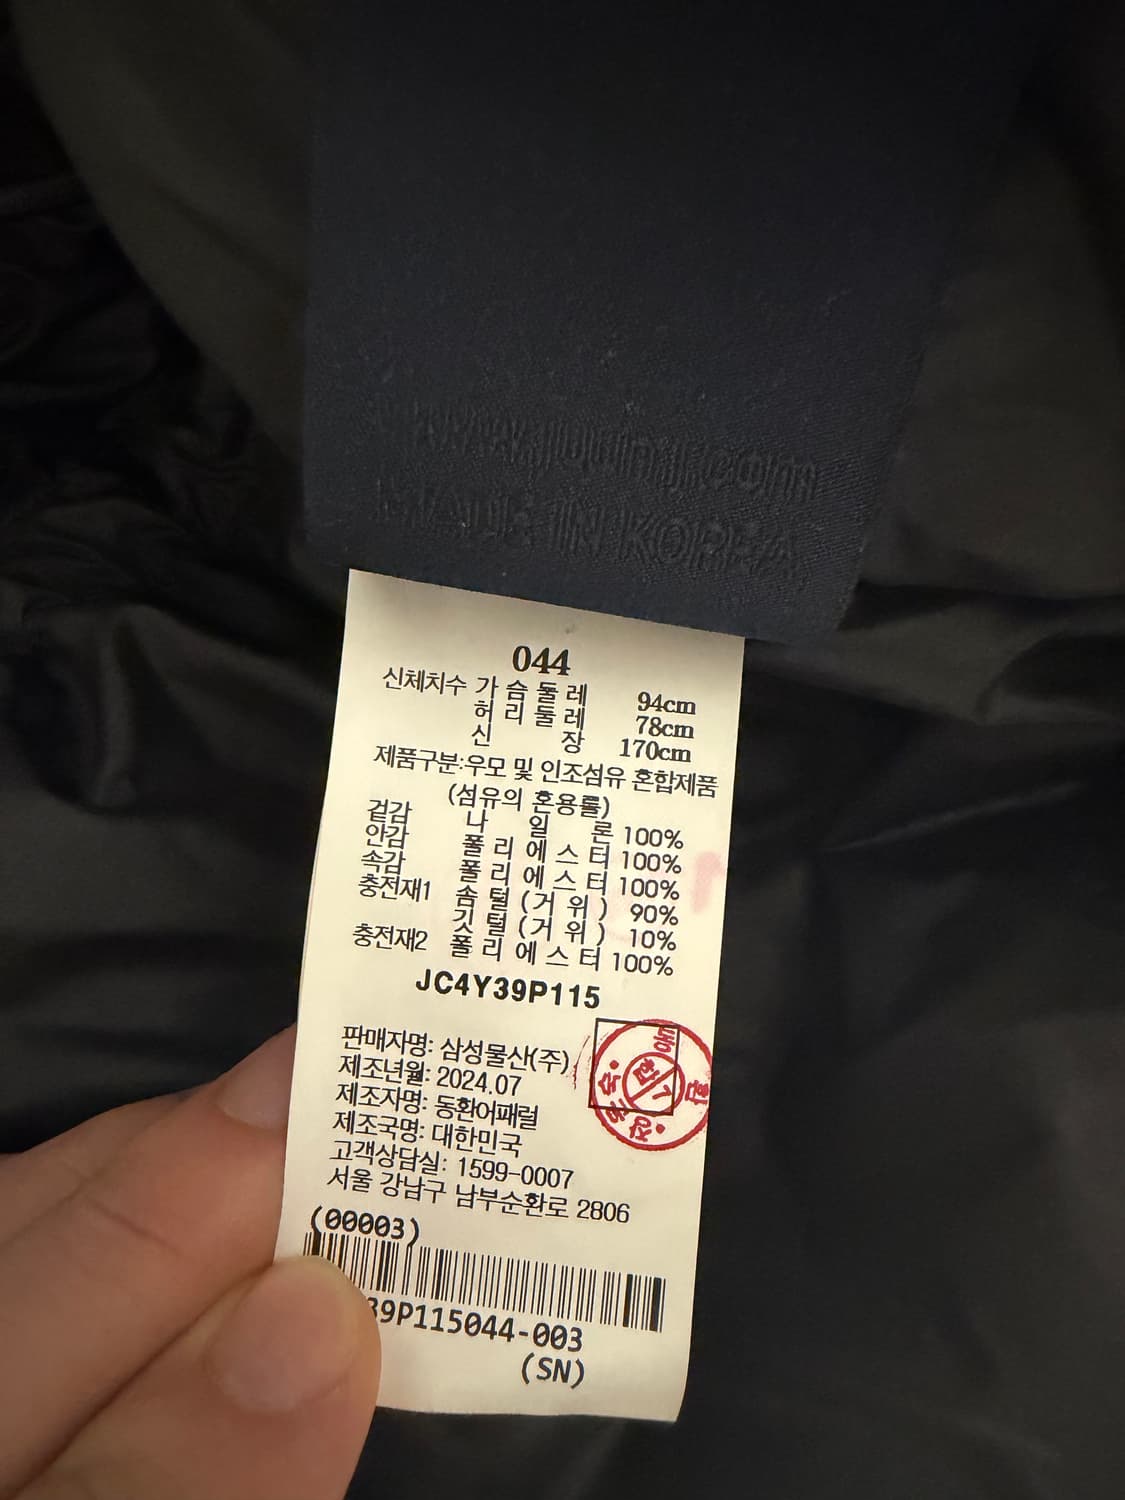 www.juunj.com
MADE IN KOREA
044
신체치수 가슴둘레 94cm
허리둘레 78cm
신장 170cm
제품구분:우모 및 인조섬유 혼합제품
(섬유의 혼용률)
겉감 나일론 100%
안감 폴리에스터 100%
속감 폴리에스터 100%
충전재1 솜털(거위) 90%
깃털(거위) 10%
충전재2 폴리에스터 100%
JC4Y39P115
판매자명: 삼성물산(주)
제조년월: 2024.07
제조자명: 동환어패럴
제조국명: 대한민국
고객상담실: 1599-0007
서울 강남구 남부순환로 2806
(00003)
39P115044-003
(SN)